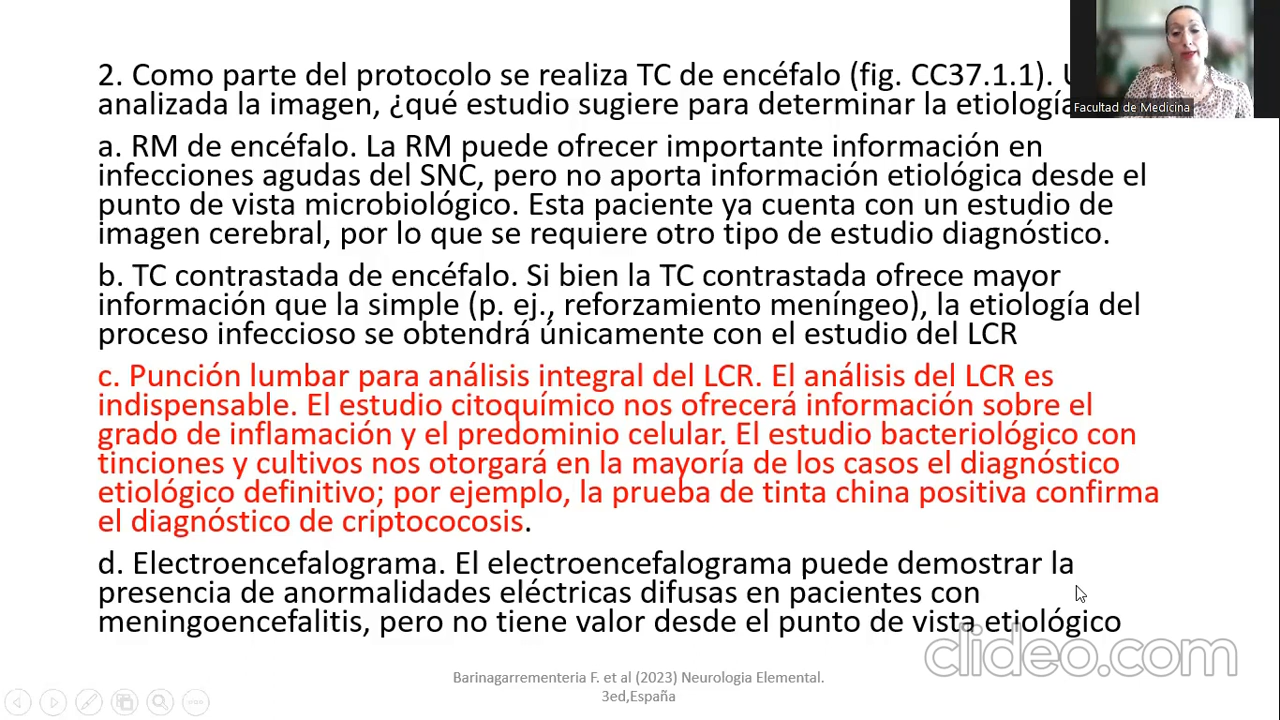 2. Como parte del protocolo se realiza TC de encéfalo (fig. CC37.1.1).
analizada la imagen, ¿qué estudio sugiere para determinar la etiología
Facultad de Medicina
a. RM de encéfalo. La RM puede ofrecer importante información en
infecciones agudas del SNC, pero no aporta información etiológica desde el
punto de vista microbiológico. Esta paciente ya cuenta con un estudio de
imagen cerebral, por lo que se requiere otro tipo de estudio diagnóstico.
b. TC contrastada de encéfalo. Si bien la TC contrastada ofrece mayor
información que la simple (p. ej., reforzamiento meníngeo), la etiología del
proceso infeccioso se obtendrá únicamente con el estudio del LCR
c. Punción lumbar para análisis integral del LCR. El análisis del LCR es
indispensable. El estudio citoquímico nos ofrecerá información sobre el
grado de inflamación y el predominio celular. El estudio bacteriológico con
tinciones y cultivos nos otorgará en la mayoría de los casos el diagnóstico
etiológico definitivo; por ejemplo, la prueba de tinta china positiva confirma
el diagnóstico de criptococosis.
d. Electroencefalograma. El electroencefalograma puede demostrar la
presencia de anormalidades eléctricas difusas en pacientes con
meningoencefalitis, pero no tiene valor desde el punto de vista etiológico
clideo.com
Barinagarrementeria F. et al (2023) Neurologia Elemental.
3ed,España